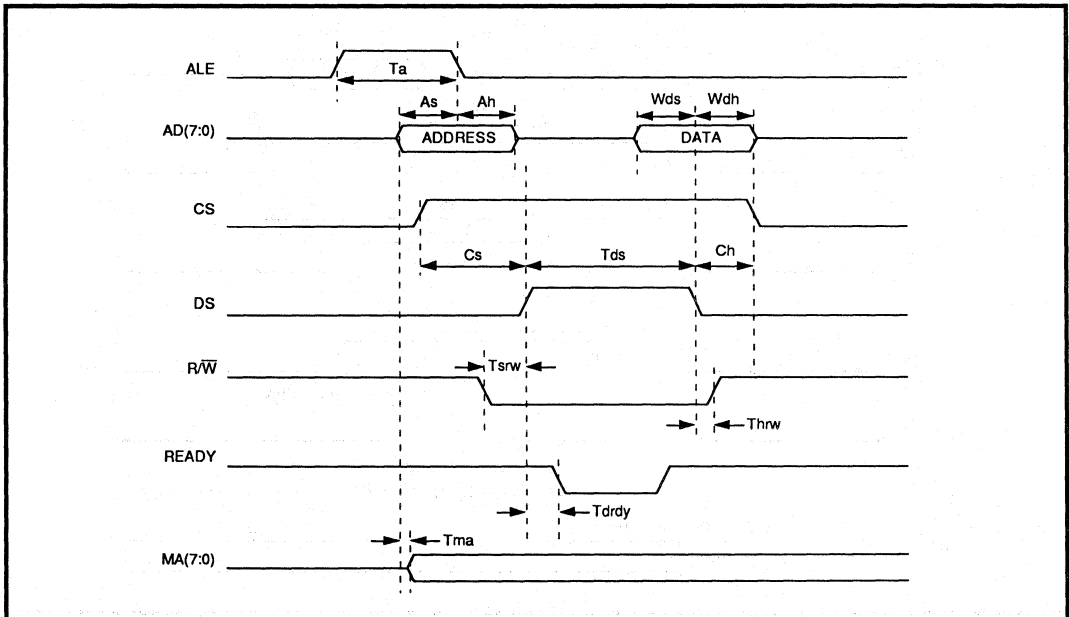 ALE
Ta
As Ah Wds Wdh
AD(7:0) ADDRESS DATA
CS
Cs Tds Ch
DS
R/W̅ Tsrw
Thrw
READY
Tdrdy
Tma
MA(7:0)